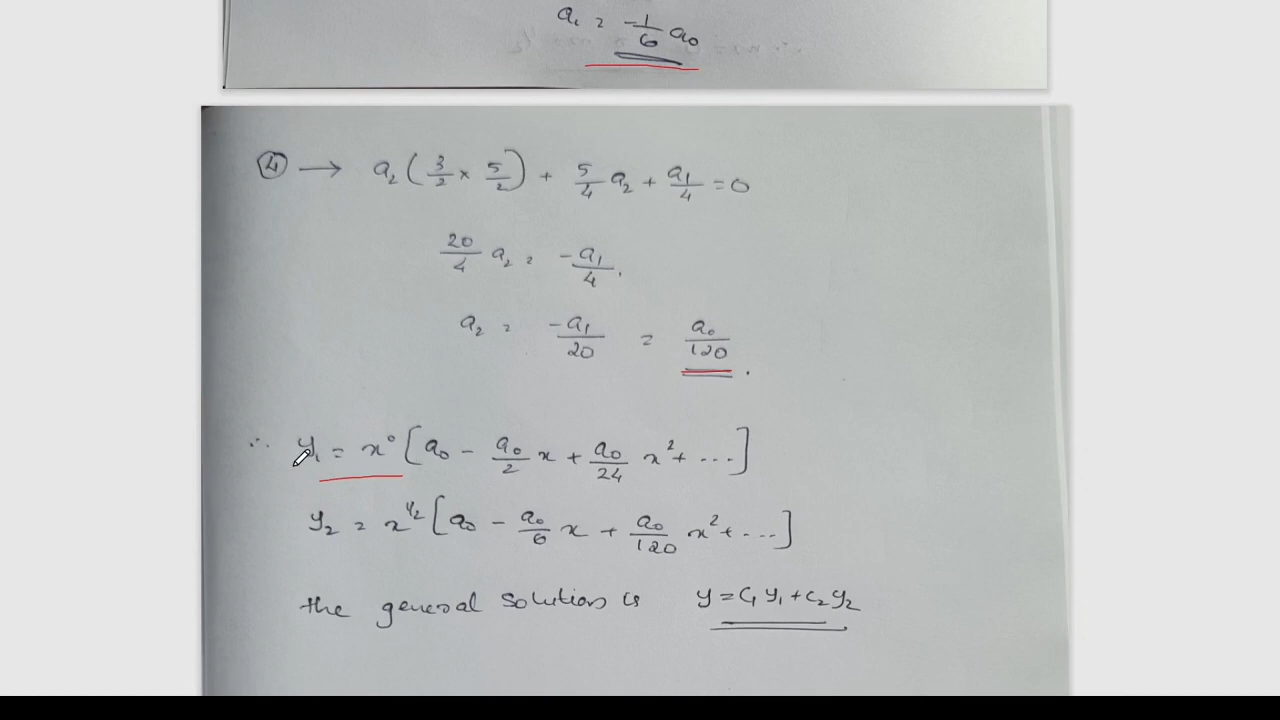 a₁ = -1/6 a₀
④ → a₂ (3/2 × 5/2) + 5/4 a₂ + a₁/4 = 0
20/4 a₂ = -a₁/4 .
a₂ = -a₁/20 = a₀/120 .
∴ y₁ = x⁰ [a₀ - a₀/2 x + a₀/24 x² + ...]
y₂ = x^1/2 [a₀ - a₀/6 x + a₀/120 x² + ...]
the general solution is y = c₁y₁ + c₂y₂